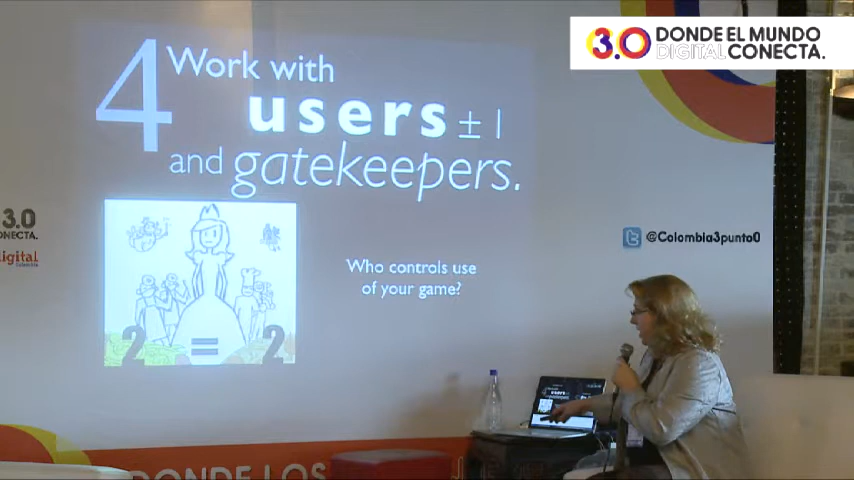 3.0
DONDE EL MUNDO
DIGITAL CONECTA.
4 Work with
users ± 1
and gatekeepers.
Who controls use
of your game?
2 = 2
@Colombia3punto0
3.0
CONECTA.
digital
DONDE LOS